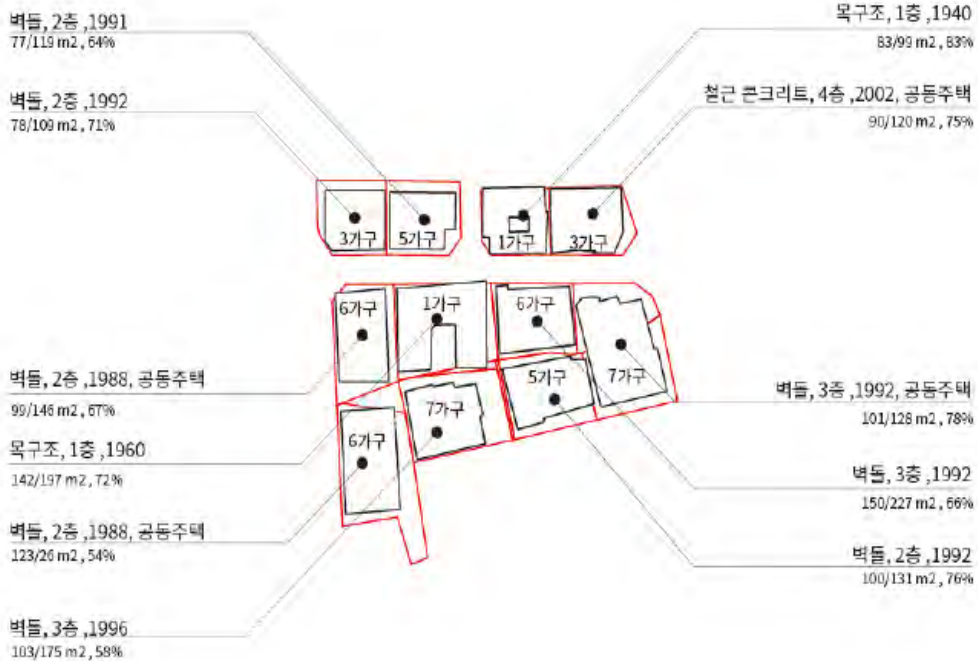 벽돌, 2층 ,1991
77/119 m2 , 64%
벽돌, 2층 ,1992
78/109 m2 , 71%
목구조, 1층 ,1940
83/99 m2 , 83%
철근 콘크리트, 4층 ,2002, 공동주택
90/120 m2 , 75%
3가구
5가구
1가구
3가구
6가구
1가구
6가구
7가구
5가구
7가구
6가구
벽돌, 2층 ,1988, 공동주택
99/146 m2 , 67%
목구조, 1층 ,1960
142/197 m2 , 72%
벽돌, 2층 ,1988, 공동주택
123/26 m2 , 54%
벽돌, 3층 ,1996
103/175 m2 , 58%
벽돌, 3층 ,1992, 공동주택
101/128 m2 , 78%
벽돌, 3층 ,1992
150/227 m2 , 66%
벽돌, 2층 ,1992
100/131 m2 , 76%